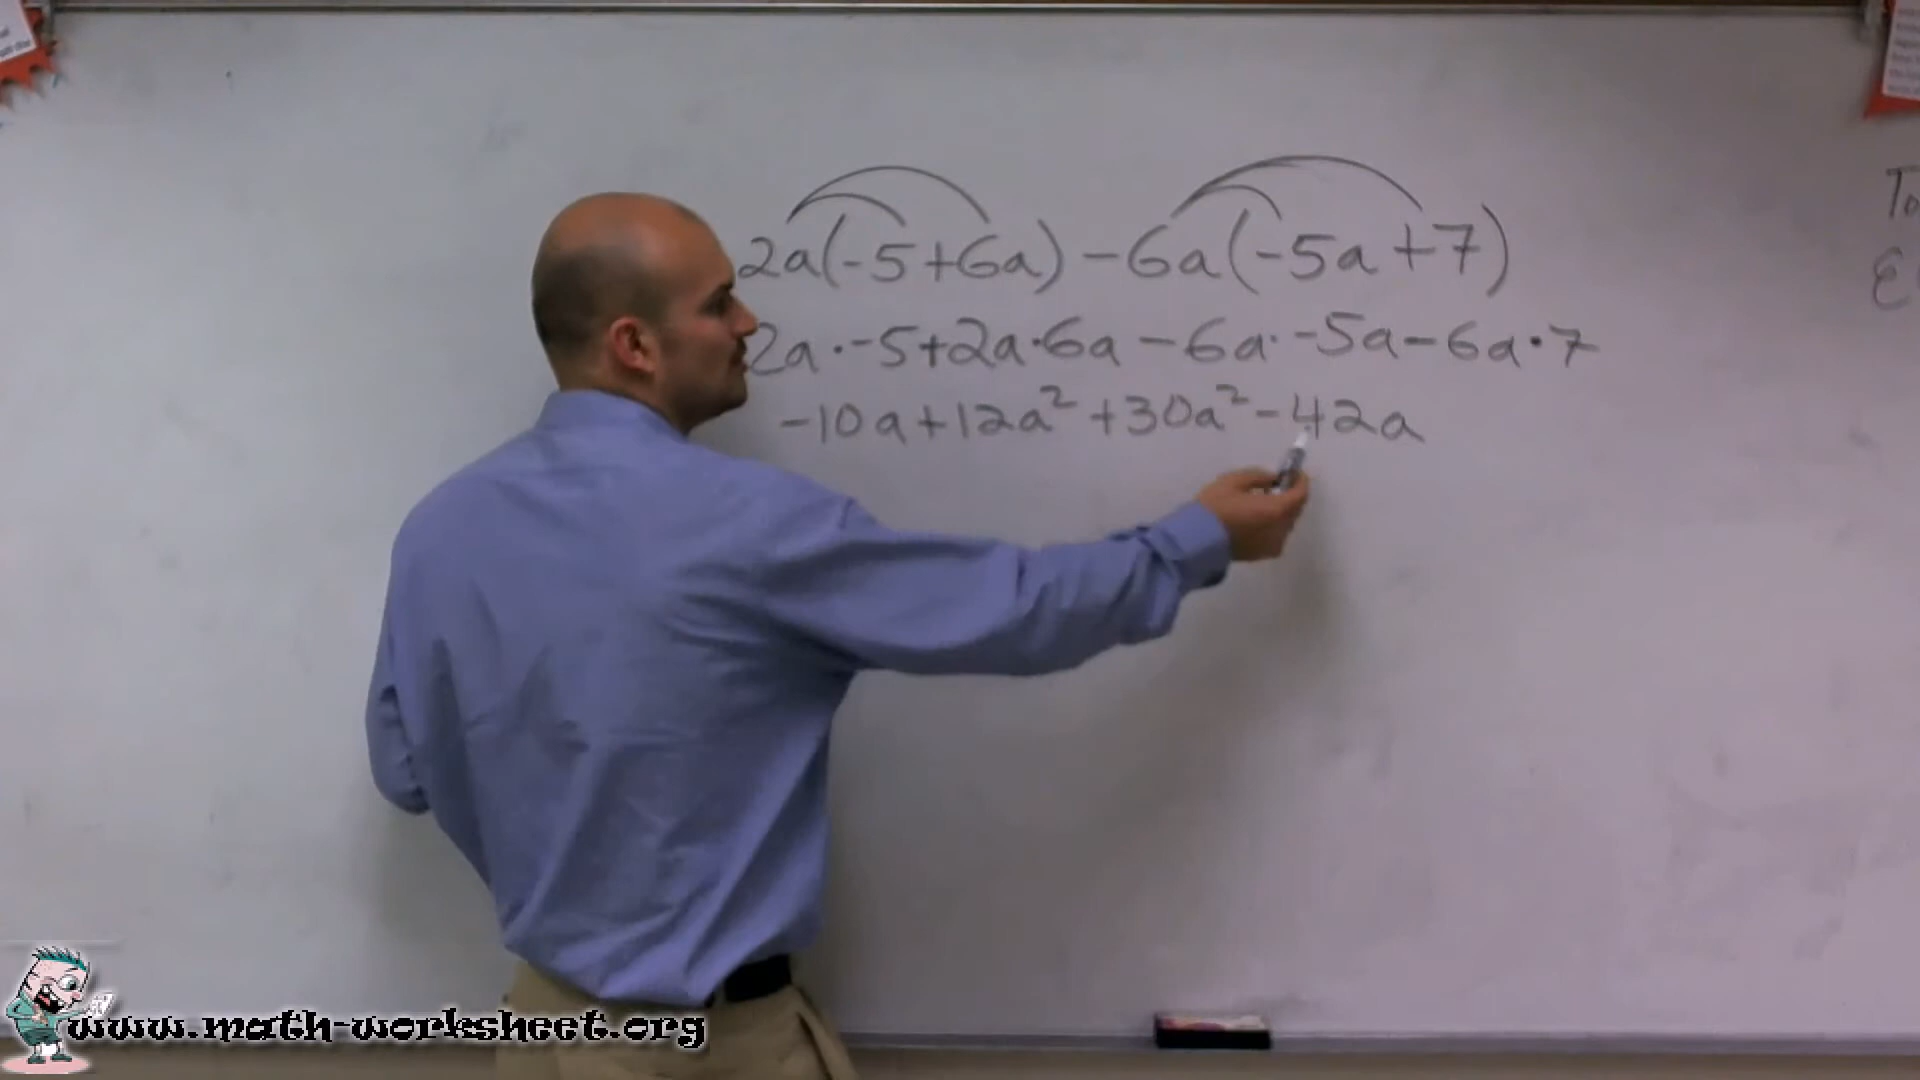 2a(-5+6a)-6a(-5a+7)
2a·-5+2a·6a-6a·-5a-6a·7
-10a+12a²+30a²-42a
To
www.math-worksheet.org